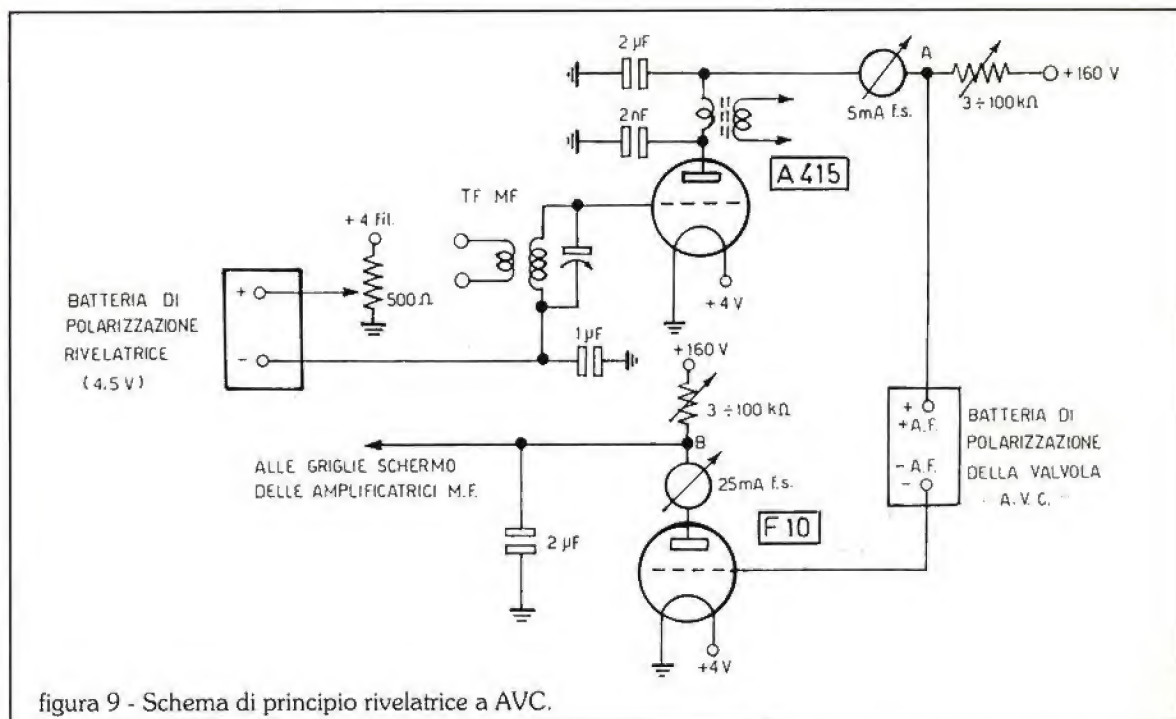 2 µF
A
+160 V
5mA f.s.
3÷100 kΩ
2 nF
A 415
TF MF
+ 4 fil.
500 Ω
+
BATTERIA DI
POLARIZZAZIONE
RIVELATRICE
(4.5 V)
-
+ 4 V
1 µF
+160 V
3÷100 kΩ
B
ALLE GRIGLIE SCHERMO
DELLE AMPLIFICATRICI M.F.
25mA f.s.
F 10
2 µF
+4 V
+
+ A.F.
- A.F.
-
BATTERIA DI
POLARIZZAZIONE
DELLA VALVOLA
- A.V.C. -
figura 9 - Schema di principio rivelatrice a AVC.